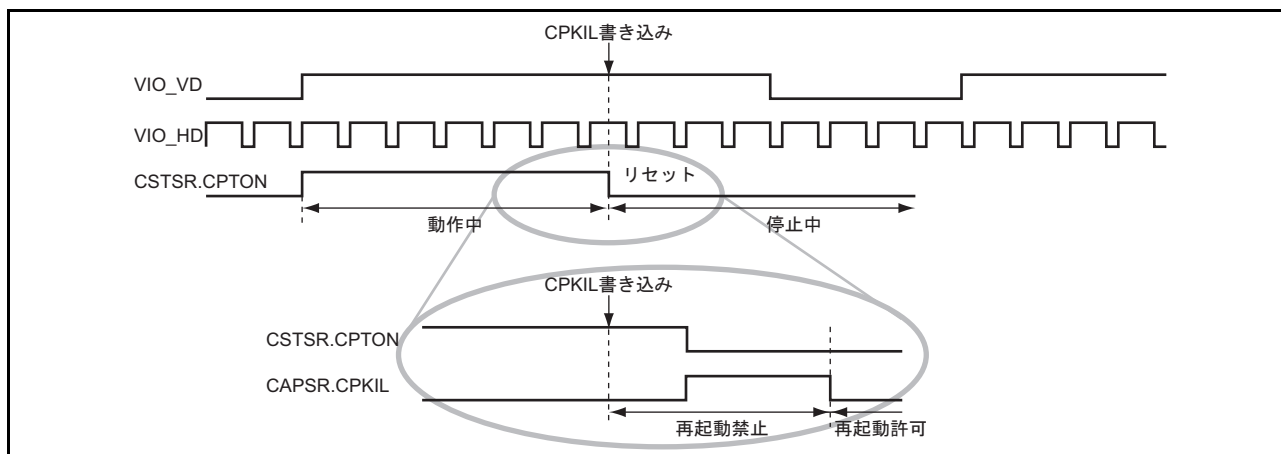 CPKIL書き込み
VIO_VD
VIO_HD
CSTSR.CPTON
リセット
動作中
停止中
CPKIL書き込み
CSTSR.CPTON
CAPSR.CPKIL
再起動禁止
再起動許可